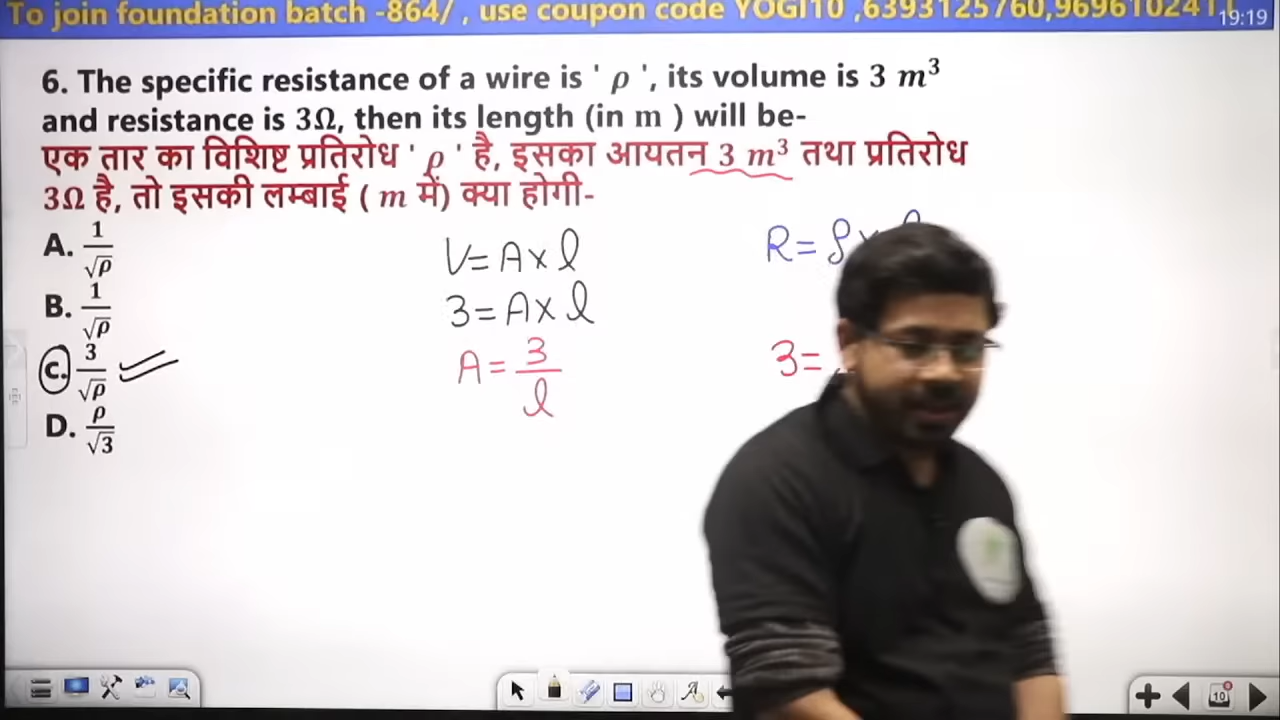 To join foundation batch -864/ , use coupon code YOGI10 ,6393125760,9696102411
19:19
6. The specific resistance of a wire is ' ρ ', its volume is 3 m³
and resistance is 3Ω, then its length (in m ) will be-
एक तार का विशिष्ट प्रतिरोध ' ρ ' है, इसका आयतन 3 m³ तथा प्रतिरोध
3Ω है, तो इसकी लम्बाई ( m में) क्या होगी-
A. 1/√ρ
B. 1/√ρ
C. 3/√ρ
D. ρ/√3
V= A× l
3= A× l
A= 3/l
R= ρ×
3=
10